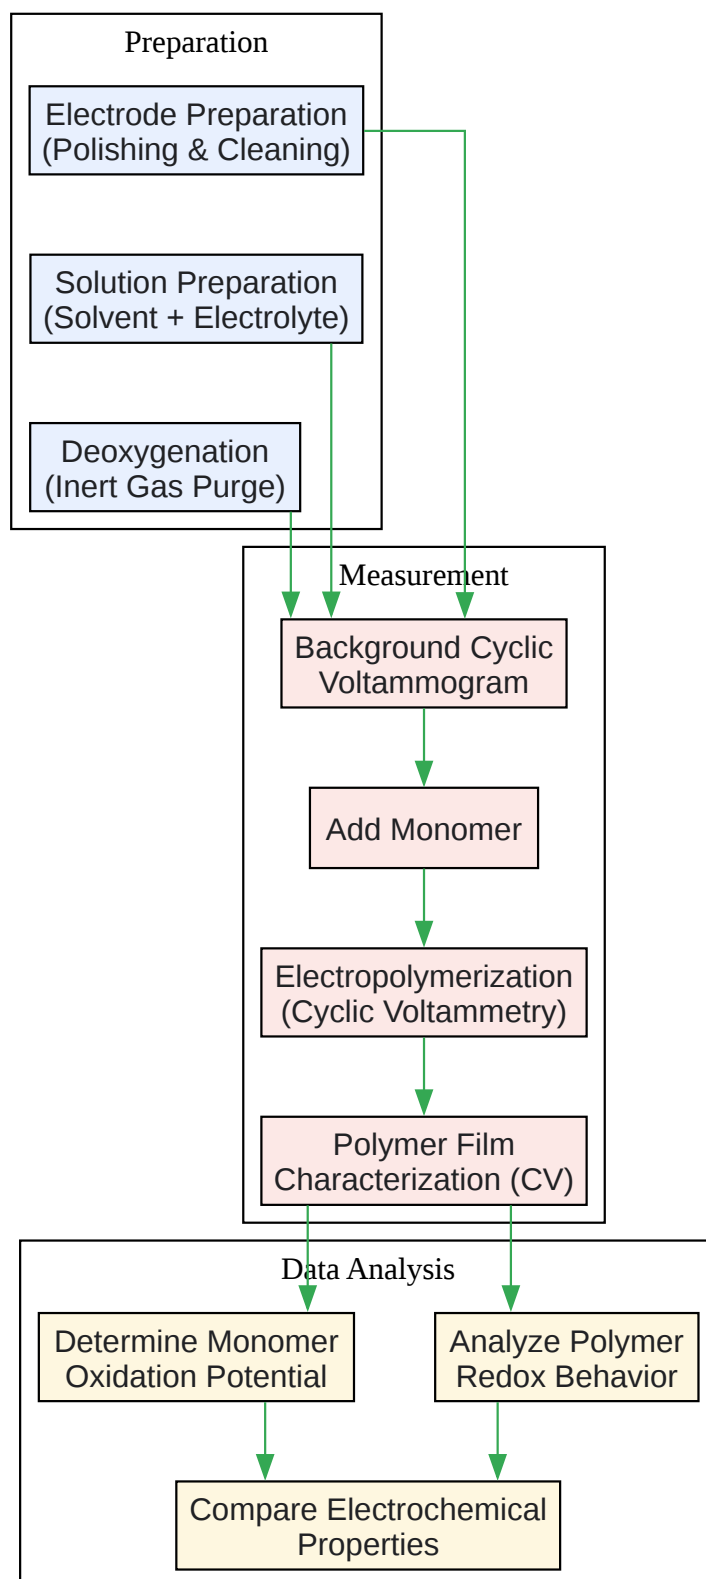 Preparation
Electrode Preparation
(Polishing & Cleaning)
Solution Preparation
(Solvent + Electrolyte)
Deoxygenation
(Inert Gas Purge)
Measurement
Background Cyclic
Voltammogram
Add Monomer
Electropolymerization
(Cyclic Voltammetry)
Polymer Film
Characterization (CV)
Data Analysis
Determine Monomer
Oxidation Potential
Analyze Polymer
Redox Behavior
Compare Electrochemical
Properties